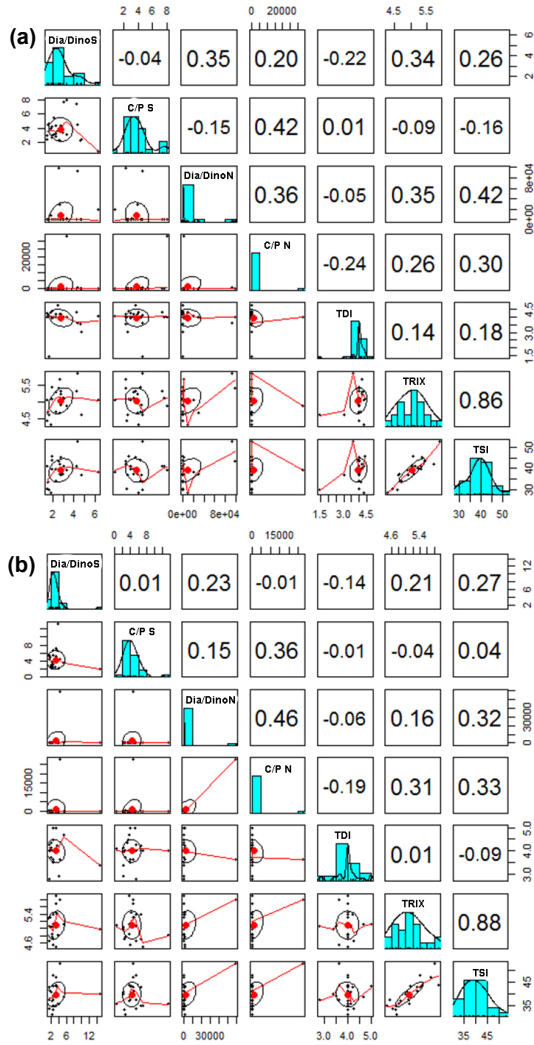 2 4 6 8 0 20000 4.5 5.0 5.5
(a) Dia/DinoS -0.04 0.35 0.20 -0.22 0.34 0.26 2 4 6
2 4 6 8 C/P S -0.15 0.42 0.01 -0.09 -0.16
Dia/DinoN 0.36 -0.05 0.35 0.42 0e+00 8e+04
0 20000 C/P N -0.24 0.26 0.30
TDI 0.14 0.18 1.5 3.0 4.5
4.5 5.0 5.5 TRIX 0.86
TSI 30 40 50
2 4 6 0e+00 8e+04 1.5 3.0 4.5 30 40 50
0 4 8 0 15000 4.6 5.4
(b) Dia/DinoS 0.01 0.23 -0.01 -0.14 0.21 0.27 2 6 12
0 4 8 C/P S 0.15 0.36 -0.01 -0.04 0.04
Dia/DinoN 0.46 -0.06 0.16 0.32 0 30000
0 15000 C/P N -0.19 0.31 0.33
TDI 0.01 -0.09 3.0 4.0 5.0
4.6 5.4 TRIX 0.88
TSI 35 45
2 6 12 0 30000 3.0 4.0 5.0 35 45